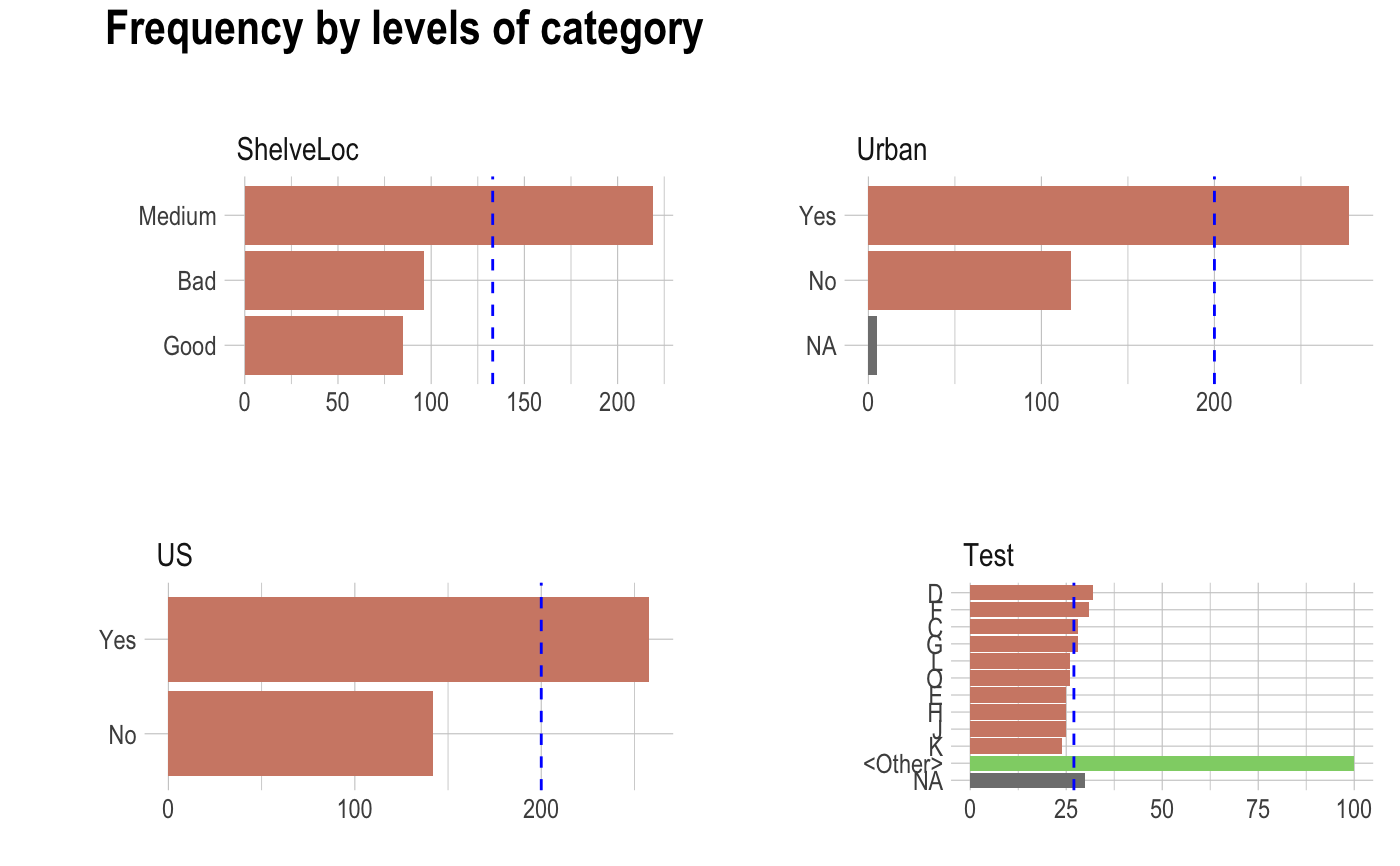 Frequency by levels of category
ShelveLoc
Medium
Bad
Good
0 50 100 150 200
Urban
Yes
No
NA
0 100 200
US
Yes
No
0 100 200
Test
D
C
G
J
K
<Other>
NA
0 25 50 75 100